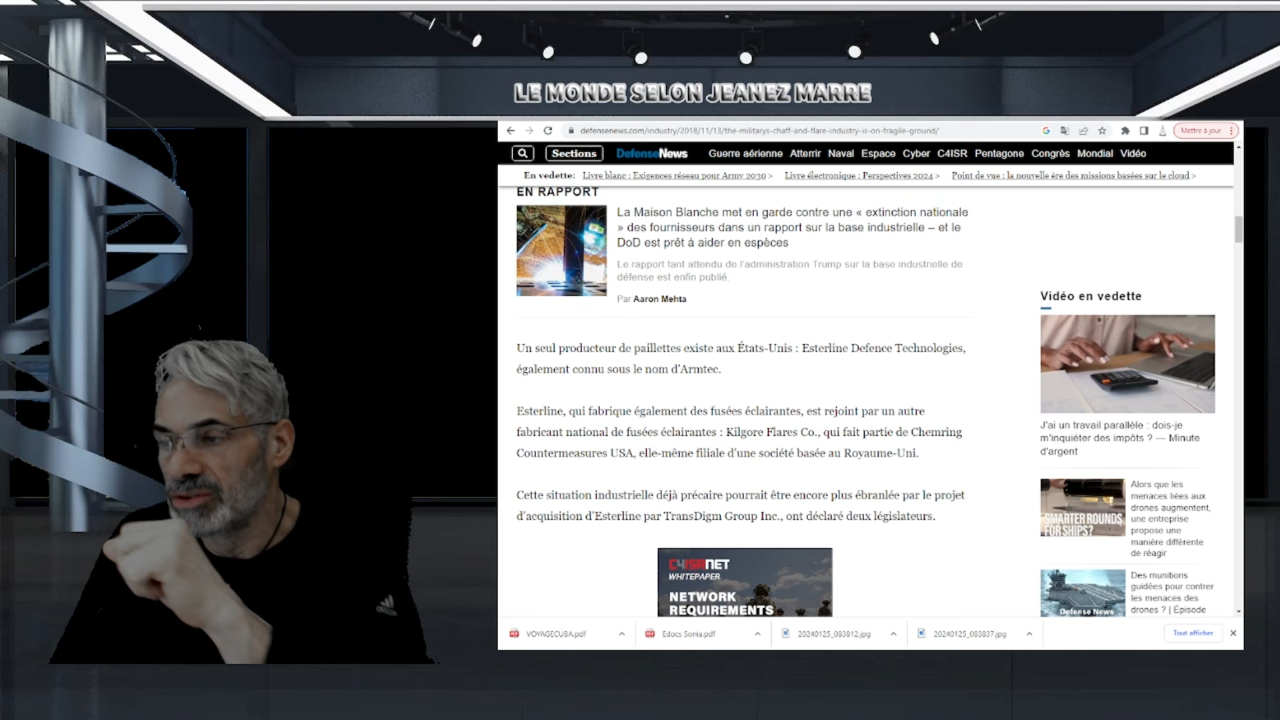 LE MONDE SELON JEANEZ MARRE
defensenews.com/industry/2018/11/13/the-militarys-chaff-and-flare-industry-is-on-fragile-ground/
Mettre à jour
Sections
DefenseNews
Guerre aérienne Atterrir Naval Espace Cyber C4ISR Pentagone Congrès Mondial Vidéo
En vedette: Livre blanc : Exigences réseau pour Army 2030 > Livre électronique : Perspectives 2024 > Point de vue : la nouvelle ère des missions basées sur le cloud >
EN RAPPORT
La Maison Blanche met en garde contre une « extinction nationale
» des fournisseurs dans un rapport sur la base industrielle – et le
DoD est prêt à aider en espèces
Le rapport tant attendu de l'administration Trump sur la base industrielle de
défense est enfin publié.
Par Aaron Mehta
Un seul producteur de paillettes existe aux États-Unis : Esterline Defence Technologies,
également connu sous le nom d'Armtec.
Esterline, qui fabrique également des fusées éclairantes, est rejoint par un autre
fabricant national de fusées éclairantes : Kilgore Flares Co., qui fait partie de Chemring
Countermeasures USA, elle-même filiale d'une société basée au Royaume-Uni.
Cette situation industrielle déjà précaire pourrait être encore plus ébranlée par le projet
d'acquisition d'Esterline par TransDigm Group Inc., ont déclaré deux législateurs.
C4ISRNET
WHITEPAPER
NETWORK
REQUIREMENTS
Vidéo en vedette
J'ai un travail parallèle : dois-je
m'inquiéter des impôts ? — Minute
d'argent
SMARTER ROUNDS
FOR SHIPS?
Alors que les
menaces liées aux
drones augmentent,
une entreprise
propose une
manière différente
de réagir
Defense News
Des munitions
guidées pour contrer
les menaces des
drones ? | Épisode
VOYAGECUBA.pdf
Edocs Sonia.pdf
20240125_083812.jpg
20240125_083837.jpg
Tout afficher